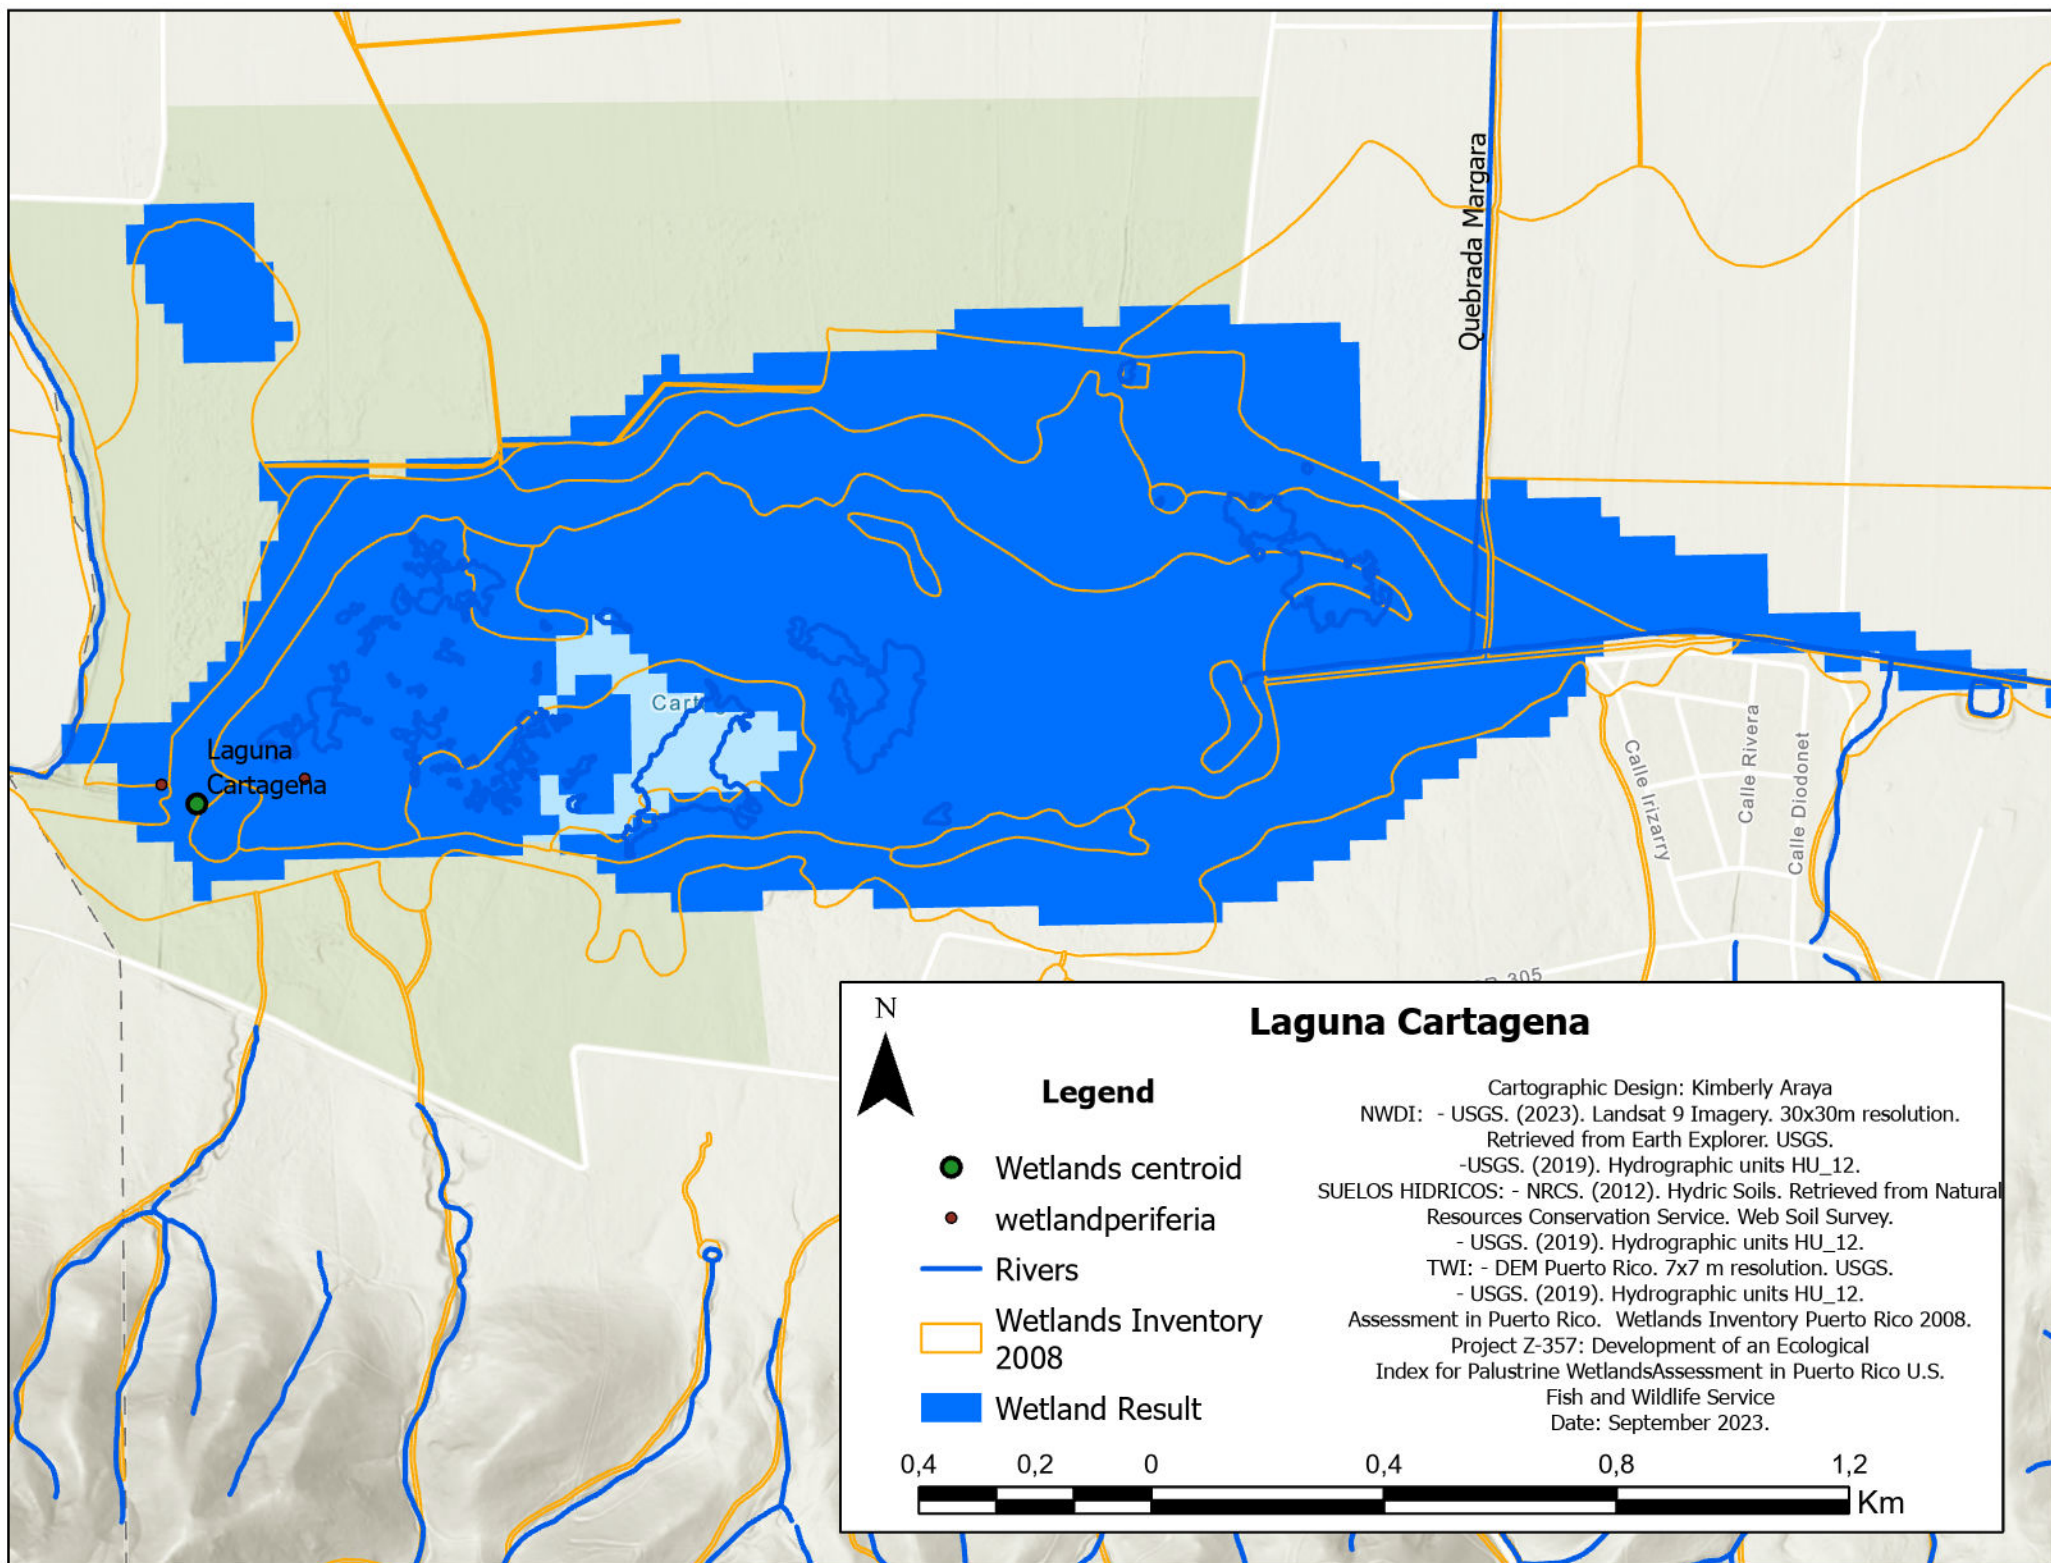 Quebrada Margara
Cart
Laguna
Cartagena
Calle Irizarry
Calle Rivera
Calle Diodonet
305
N
Laguna Cartagena
Legend
Wetlands centroid
wetlandperiferia
Rivers
Wetlands Inventory
2008
Wetland Result
Cartographic Design: Kimberly Araya
NWDI:  - USGS. (2023). Landsat 9 Imagery. 30x30m resolution.
Retrieved from Earth Explorer. USGS.
-USGS. (2019). Hydrographic units HU_12.
SUELOS HIDRICOS: - NRCS. (2012). Hydric Soils. Retrieved from Natural
Resources Conservation Service. Web Soil Survey.
- USGS. (2019). Hydrographic units HU_12.
TWI: - DEM Puerto Rico. 7x7 m resolution. USGS.
- USGS. (2019). Hydrographic units HU_12.
Assessment in Puerto Rico.  Wetlands Inventory Puerto Rico 2008.
Project Z-357: Development of an Ecological
Index for Palustrine WetlandsAssessment in Puerto Rico U.S.
Fish and Wildlife Service
Date: September 2023.
0,4 0,2 0 0,4 0,8 1,2
Km